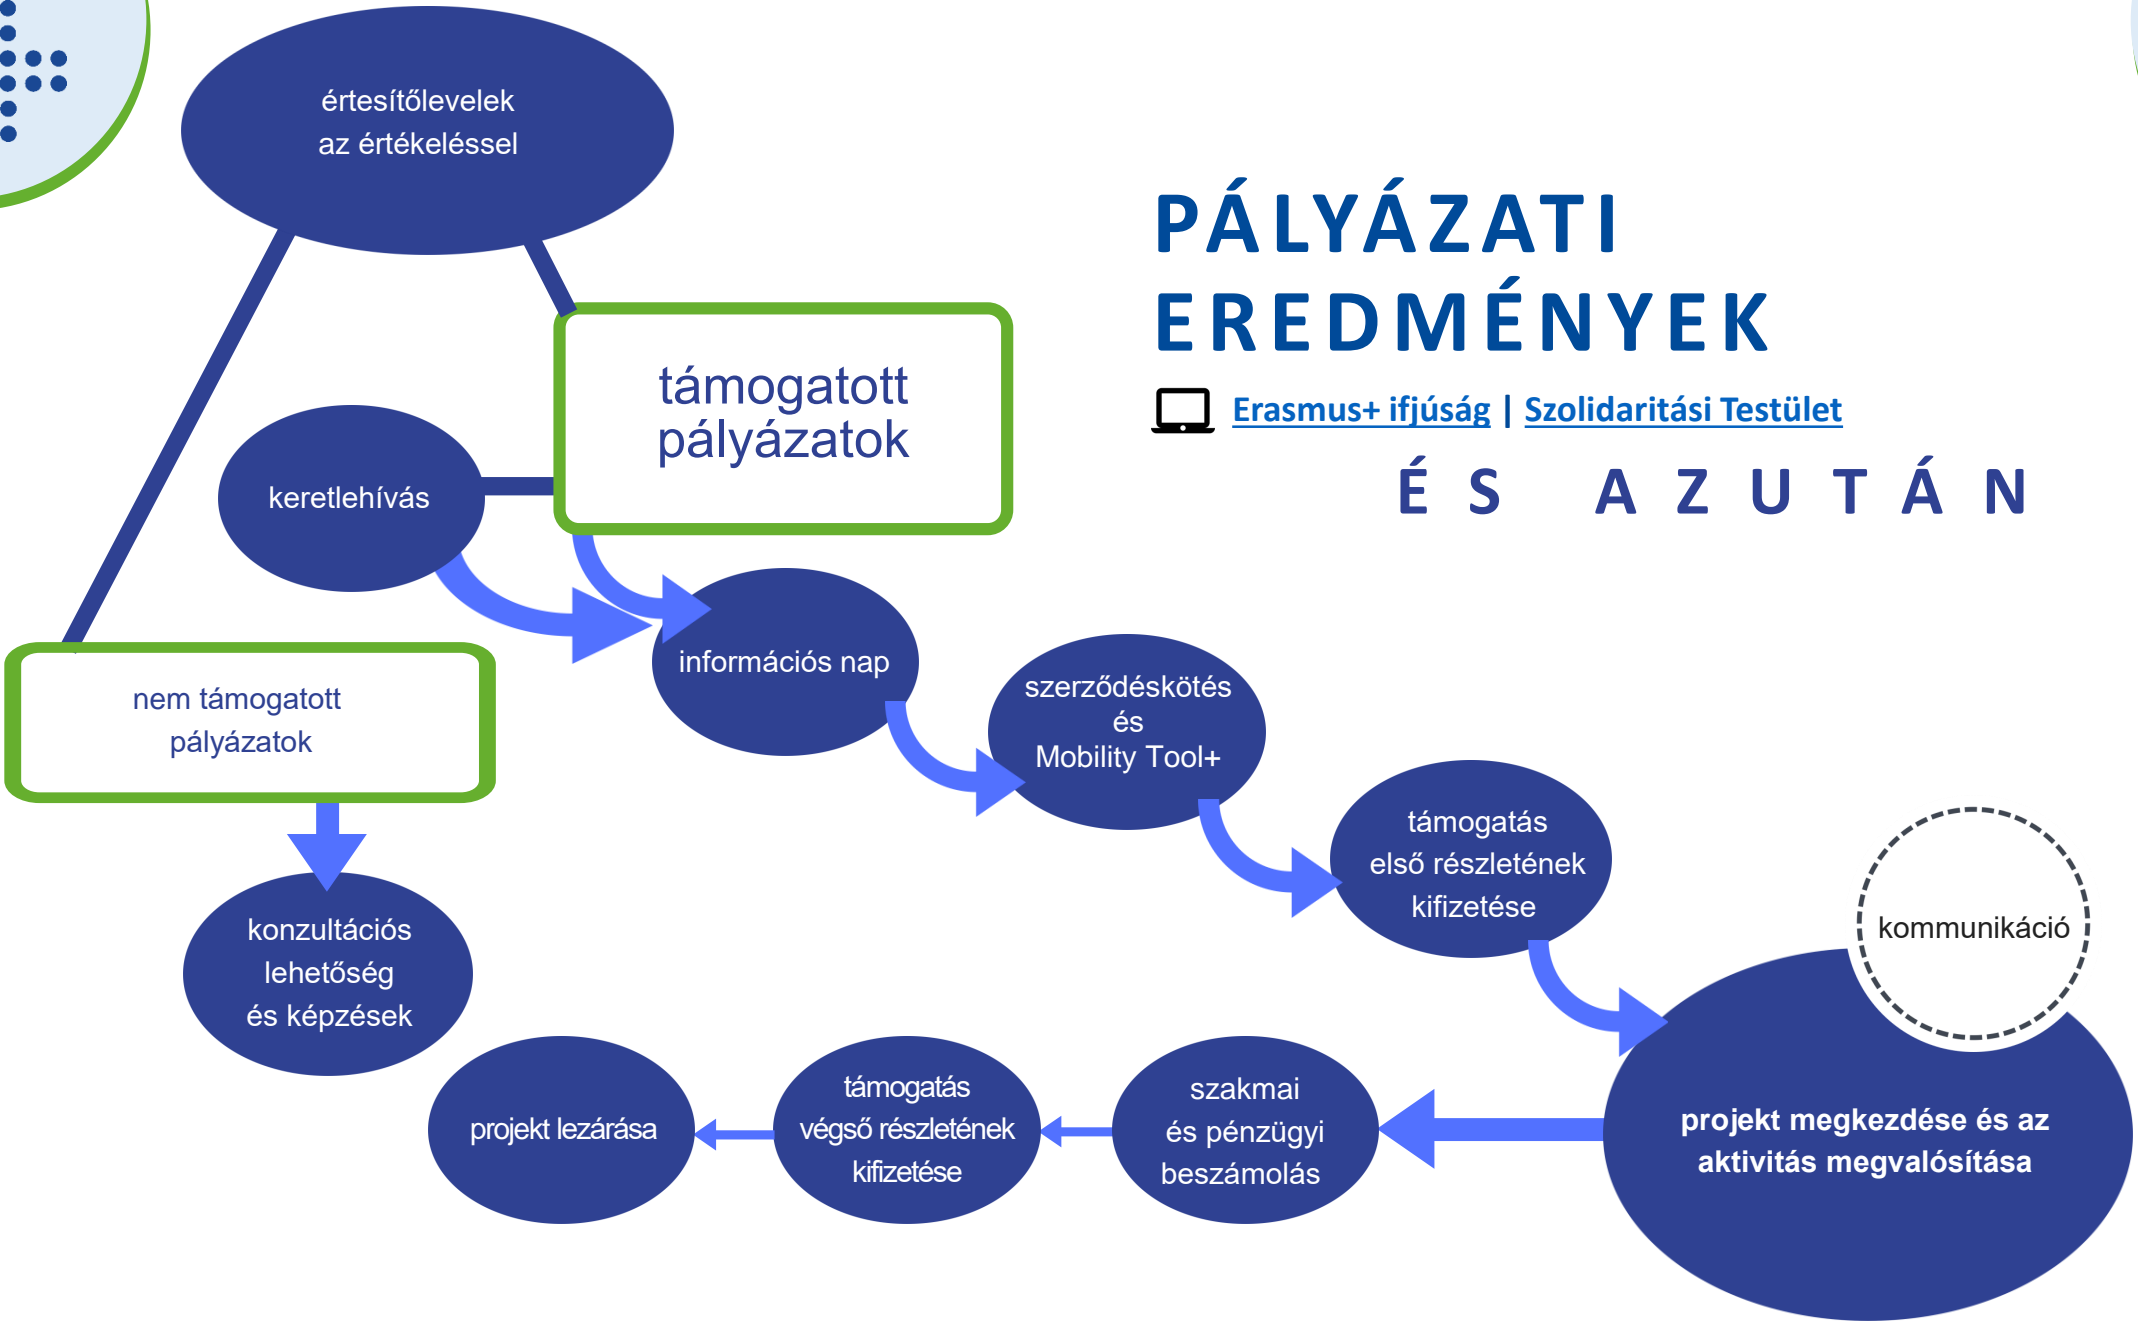 értesítőlevelek
az értékeléssel
PÁLYÁZATI
EREDMÉNYEK
Erasmus+ ifjúság | Szolidaritási Testület
ÉS AZUTÁN
támogatott
pályázatok
keretlehívás
nem támogatott
pályázatok
konzultációs
lehetőség
és képzések
információs nap
szerződéskötés
és
Mobility Tool+
támogatás
első részletének
kifizetése
kommunikáció
projekt megkezdése és az
aktivitás megvalósítása
szakmai
és pénzügyi
beszámolás
támogatás
végső részletének
kifizetése
projekt lezárása